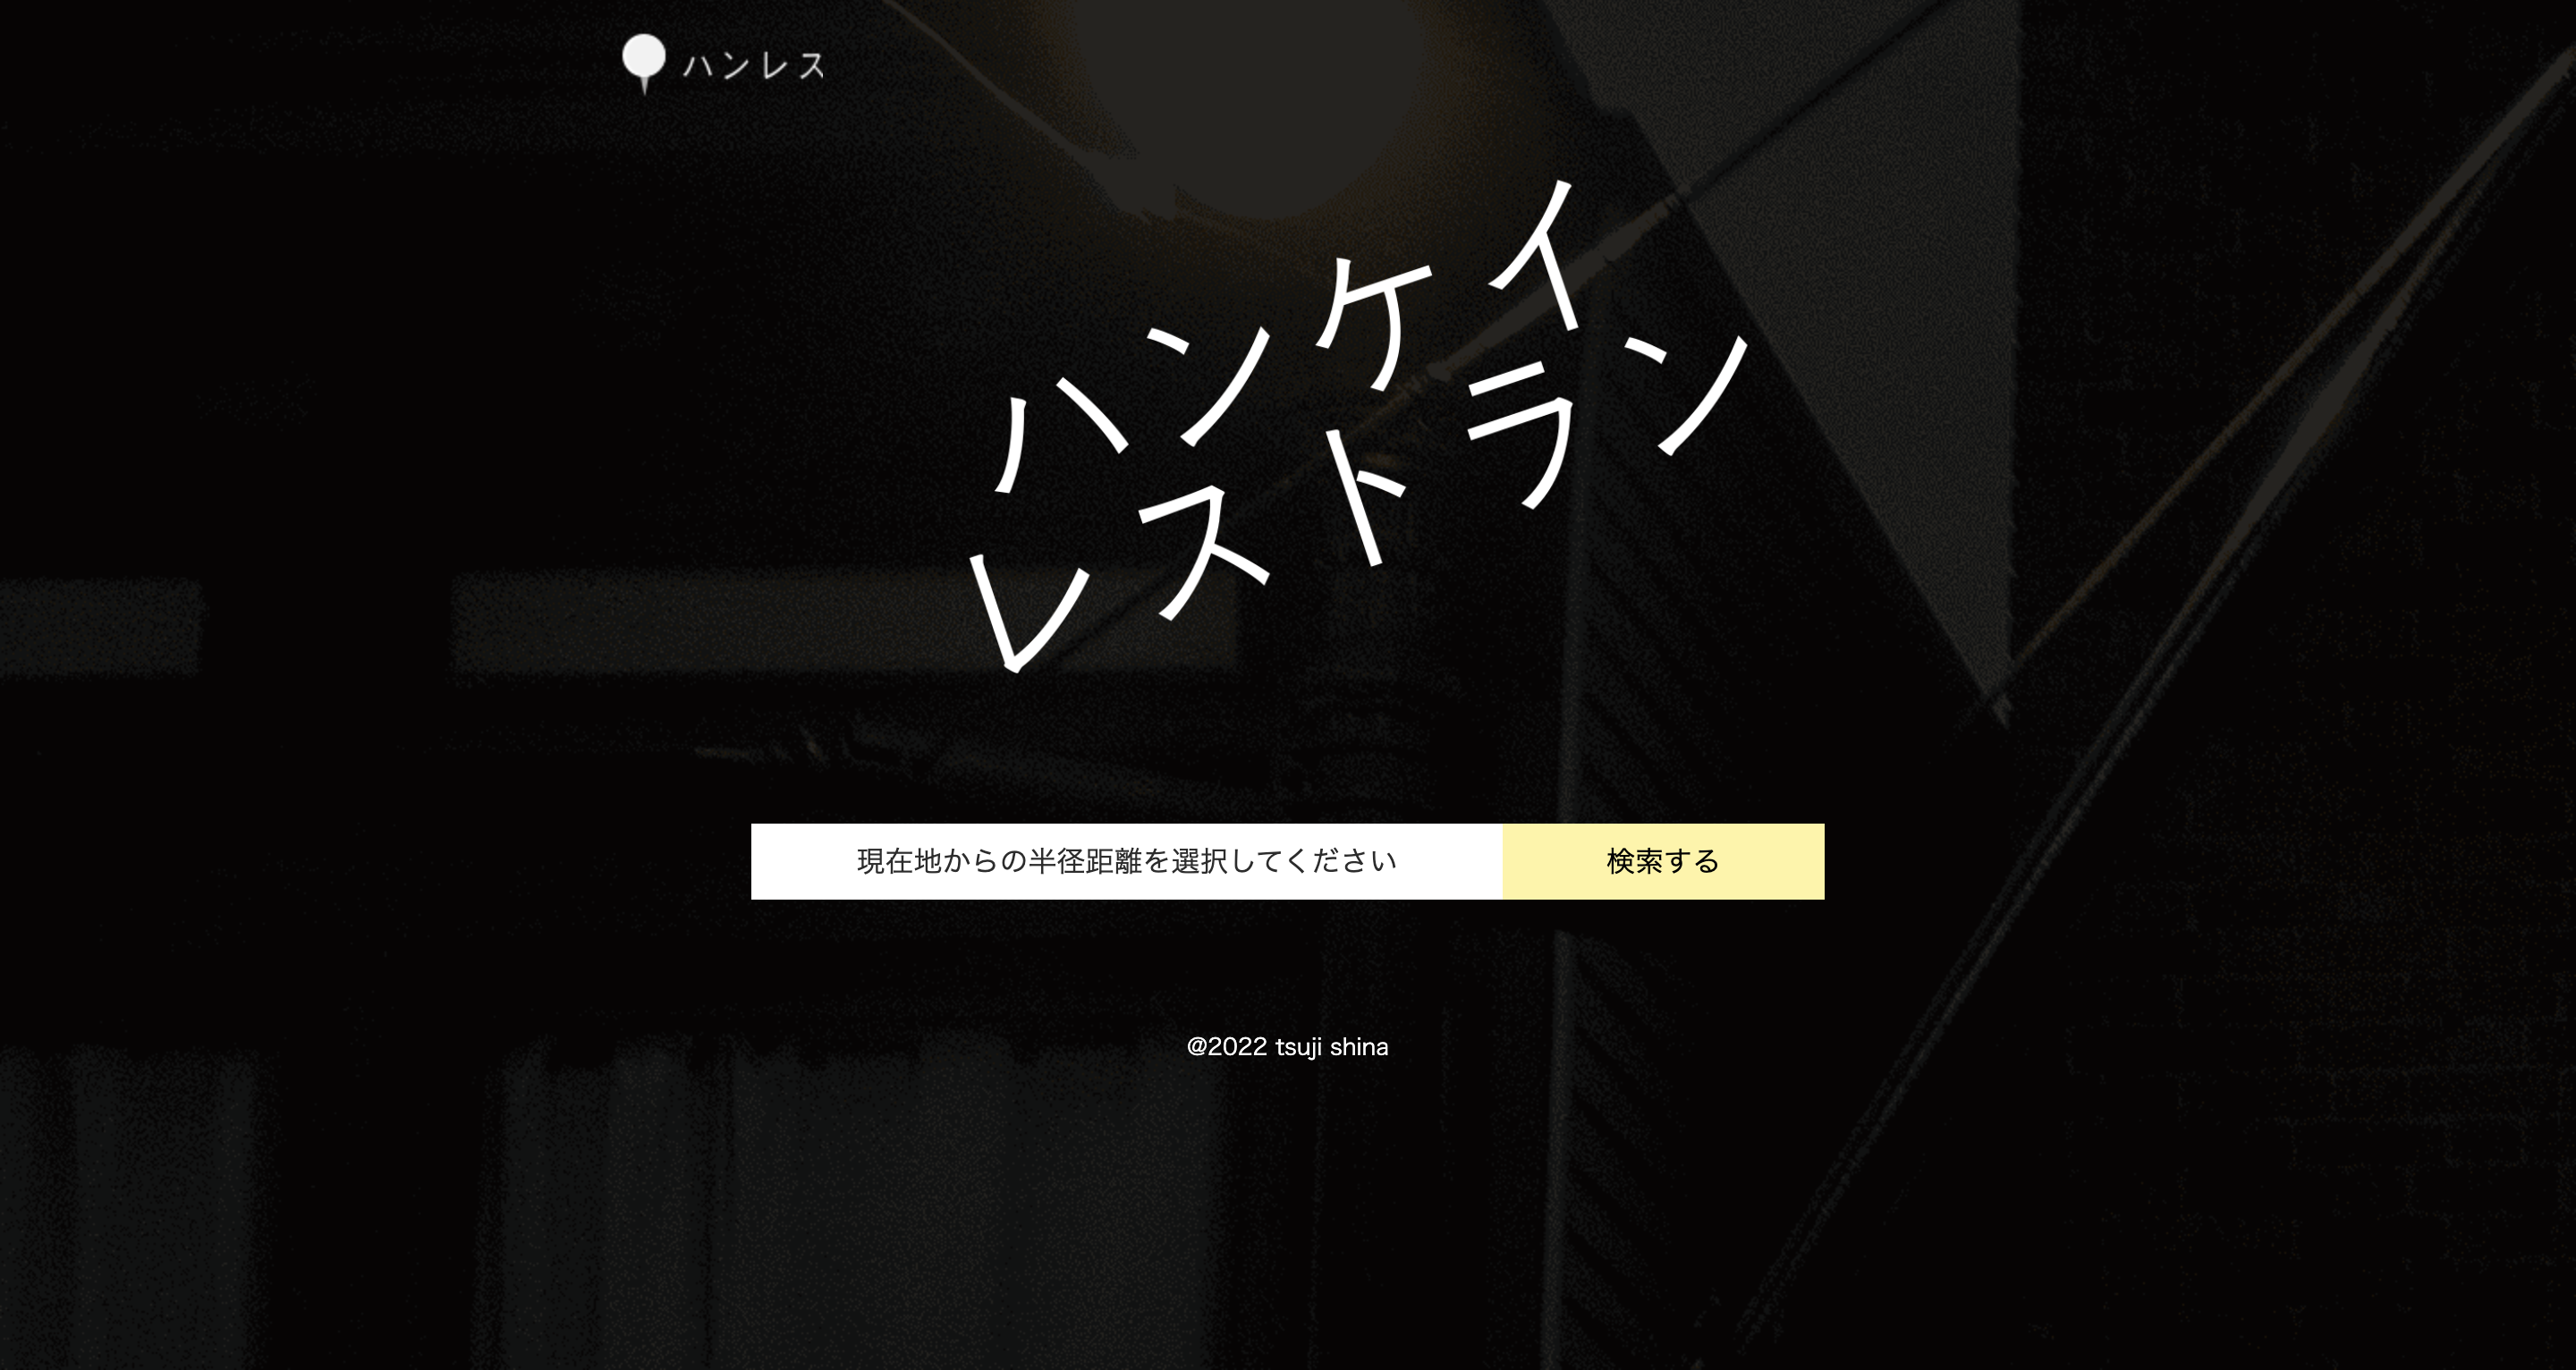 ハンレス
ハンケイ
レストラン
現在地からの半径距離を選択してください
検索する
@2022 tsuji shina